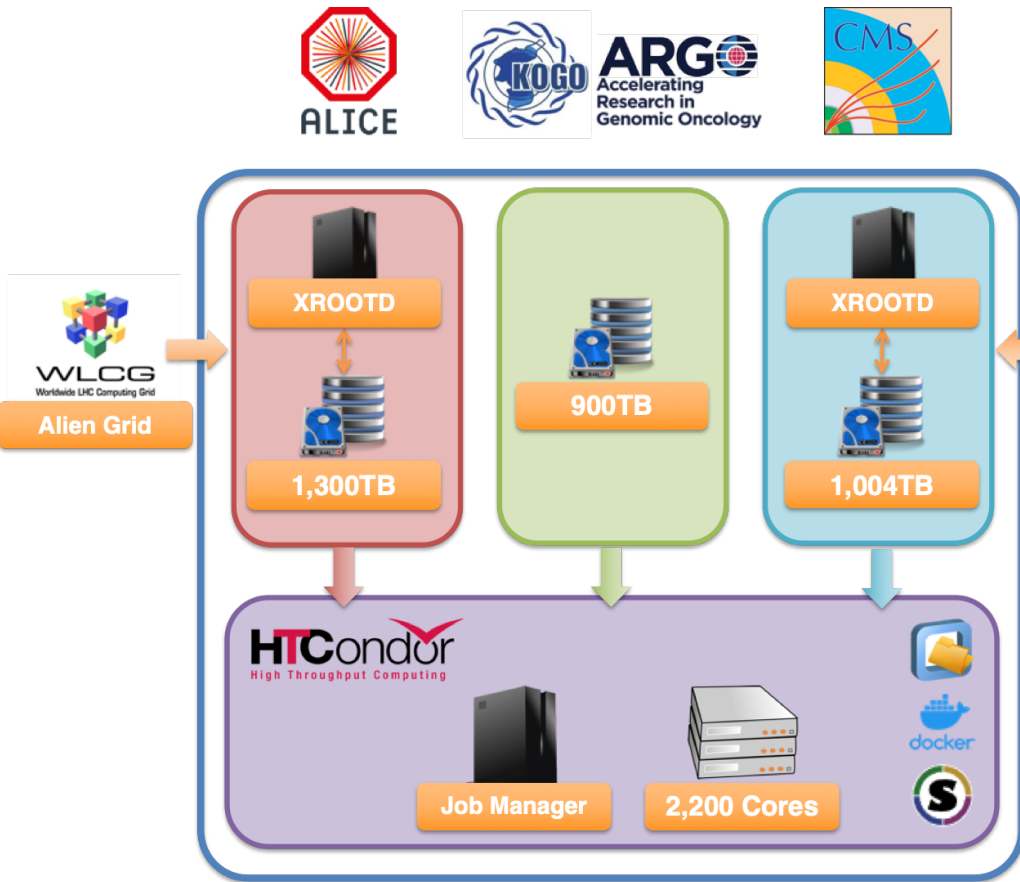 ALICE
KOGO
ARGO
Accelerating
Research in
Genomic Oncology
CMS
XROOTD
XROOTD
WLCG
Worldwide LHC Computing Grid
Alien Grid
900TB
1,300TB
1,004TB
HTCondor
High Throughput Computing
docker
S
Job Manager
2,200 Cores